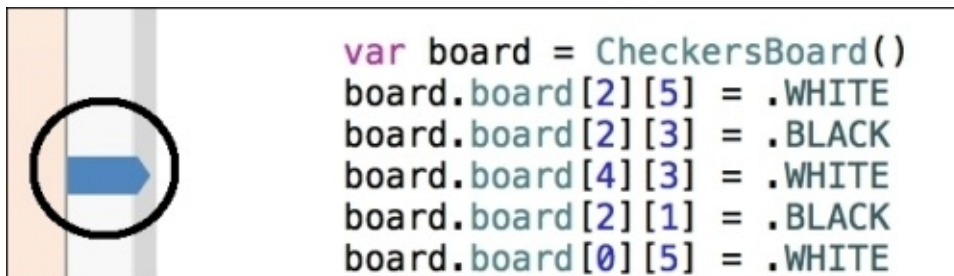 var board = CheckersBoard()
board.board[2][5] = .WHITE
board.board[2][3] = .BLACK
board.board[4][3] = .WHITE
board.board[2][1] = .BLACK
board.board[0][5] = .WHITE